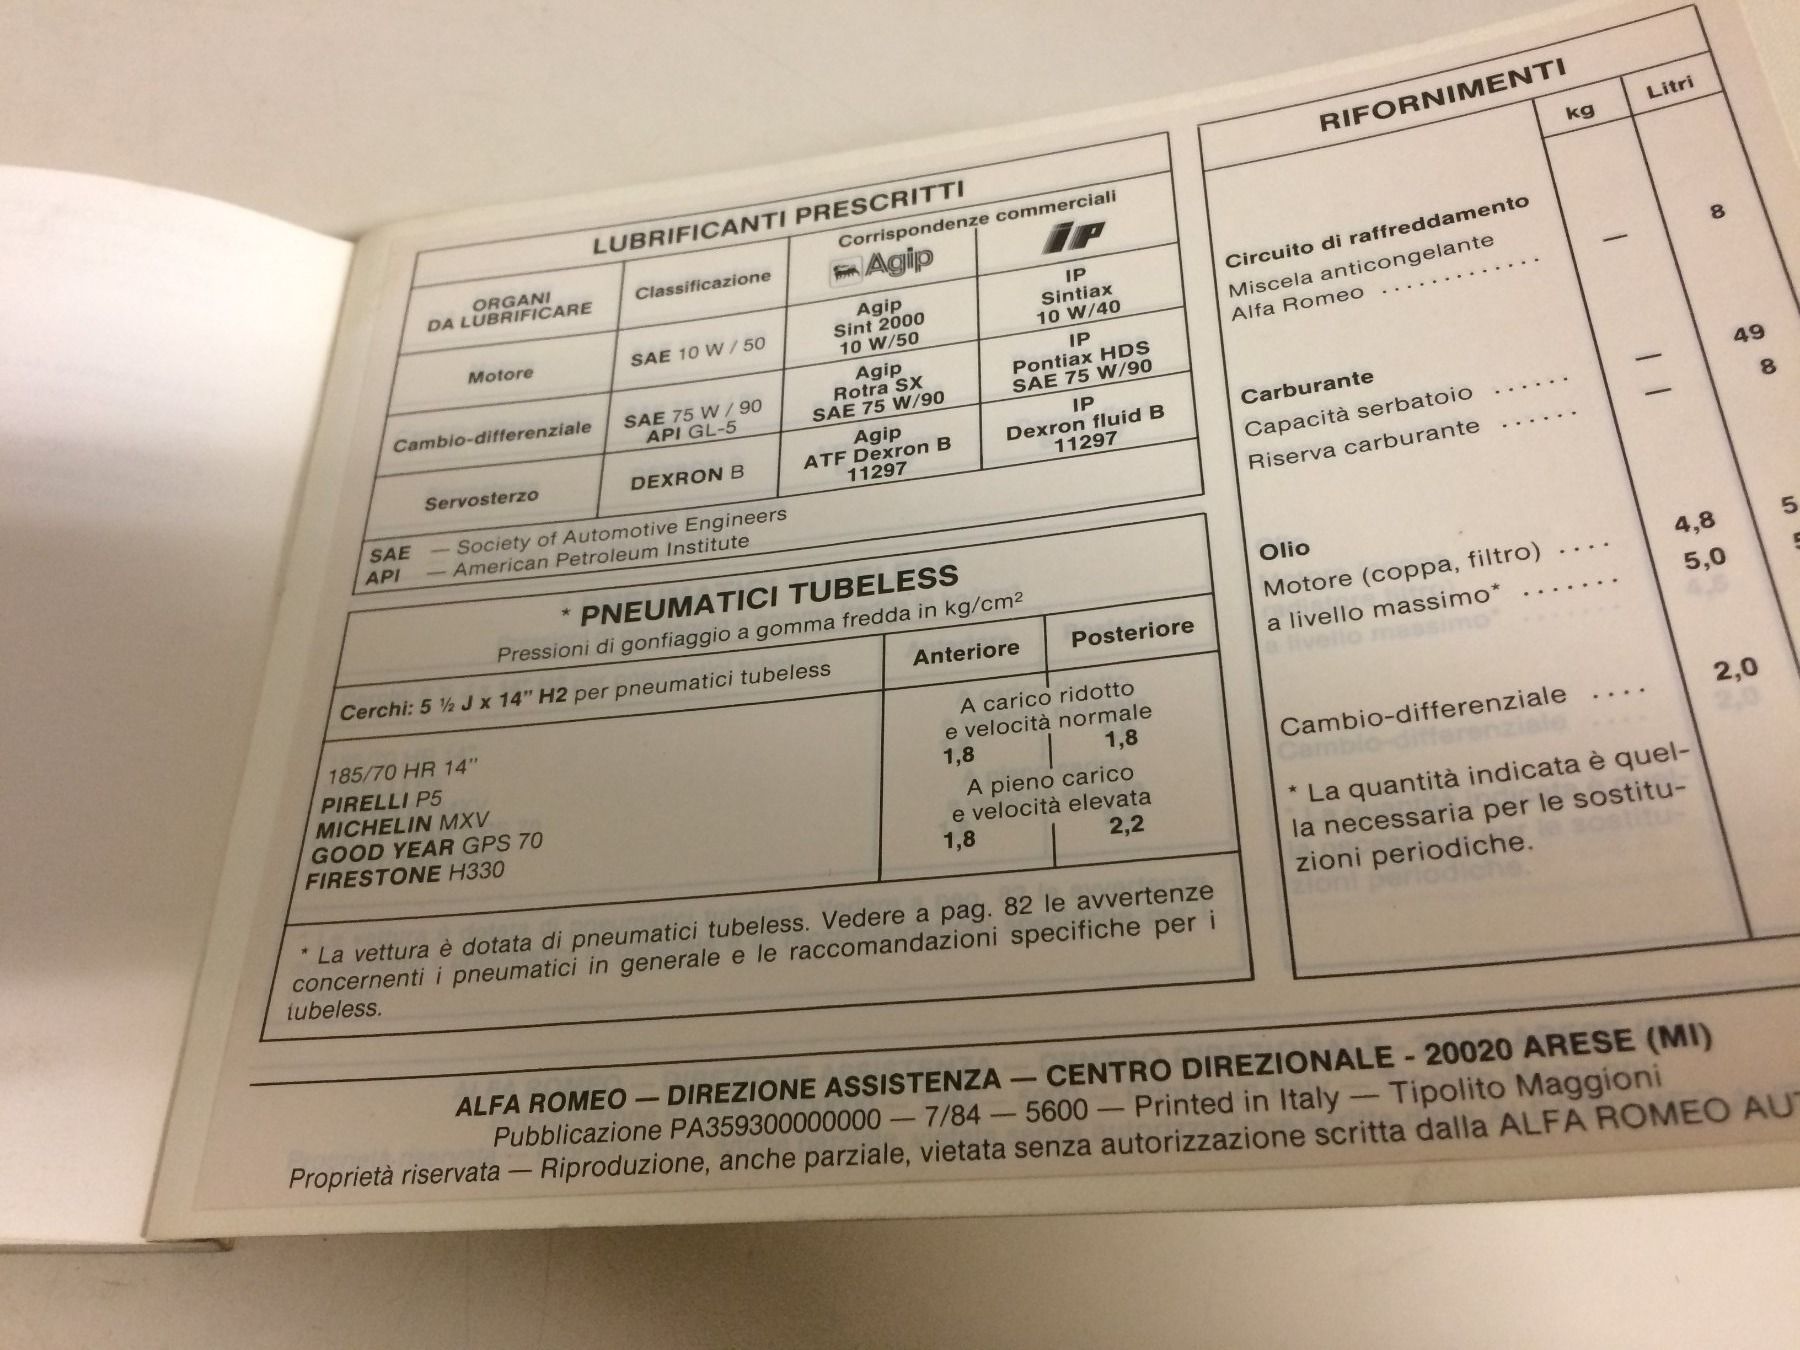 LUBRIFICANTI PRESCRITTI
ORGANI
DA LUBRIFICARE
Classificazione
Corrispondenze commerciali
Agip
IP
Motore
SAE 10 W / 50
Agip
Sint 2000
10 W/50
IP
Sintiax
10 W/40
Cambio-differenziale
SAE 75 W / 90
API GL-5
Agip
Rotra SX
SAE 75 W/90
IP
Pontiax HDS
SAE 75 W/90
Servosterzo
DEXRON B
Agip
ATF Dexron B
11297
IP
Dexron fluid B
11297
SAE — Society of Automotive Engineers
API — American Petroleum Institute
* PNEUMATICI TUBELESS
Pressioni di gonfiaggio a gomma fredda in kg/cm²
Cerchi: 5 ½ J x 14" H2 per pneumatici tubeless
Anteriore
Posteriore
185/70 HR 14"
PIRELLI P5
MICHELIN MXV
GOOD YEAR GPS 70
FIRESTONE H330
A carico ridotto
e velocità normale
1,8 1,8
A pieno carico
e velocità elevata
1,8 2,2
* La vettura è dotata di pneumatici tubeless. Vedere a pag. 82 le avvertenze
concernenti i pneumatici in generale e le raccomandazioni specifiche per i
tubeless.
RIFORNIMENTI
kg
Litri
Circuito di raffreddamento
Miscela anticongelante
Alfa Romeo ........... — 8
Carburante
Capacità serbatoio ...... — 49
Riserva carburante ...... — 8
Olio
Motore (coppa, filtro) .... 4,8
a livello massimo* ....... 5,0
Cambio-differenziale .... 2,0
* La quantità indicata è quel-
la necessaria per le sostitu-
zioni periodiche.
ALFA ROMEO — DIREZIONE ASSISTENZA — CENTRO DIREZIONALE - 20020 ARESE (MI)
Pubblicazione PA359300000000 — 7/84 — 5600 — Printed in Italy — Tipolito Maggioni
Proprietà riservata — Riproduzione, anche parziale, vietata senza autorizzazione scritta dalla ALFA ROMEO